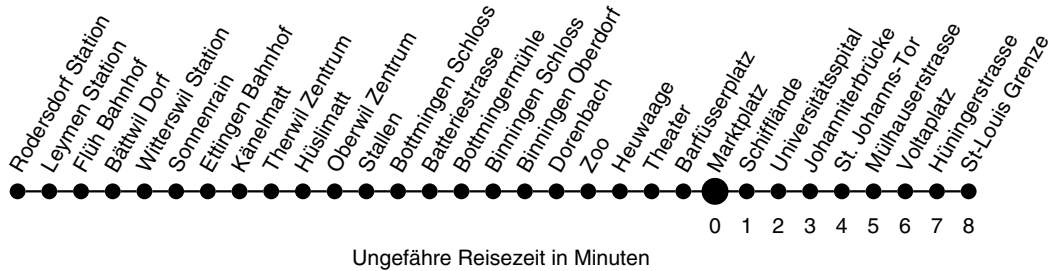 Rodersdorf Station
Leymen Station
Flüh Bahnhof
Bättwil Dorf
Witterswil Station
Sonnenrain
Ettingen Bahnhof
Känelmatt
Therwil Zentrum
Hüslimatt
Oberwil Zentrum
Stallen
Bottmingen Schloss
Batteriestrasse
Bottmingermühle
Binningen Schloss
Binningen Oberdorf
Dorenbach
Zoo
Heuwaage
Theater
Barfüsserplatz
Marktplatz
Schifflände
Universitätsspital
Johanniterbrücke
St. Johanns-Tor
Mülhauserstrasse
Voltaplatz
Hüningerstrasse
St-Louis Grenze
0 1 2 3 4 5 6 7 8
Ungefähre Reisezeit in Minuten